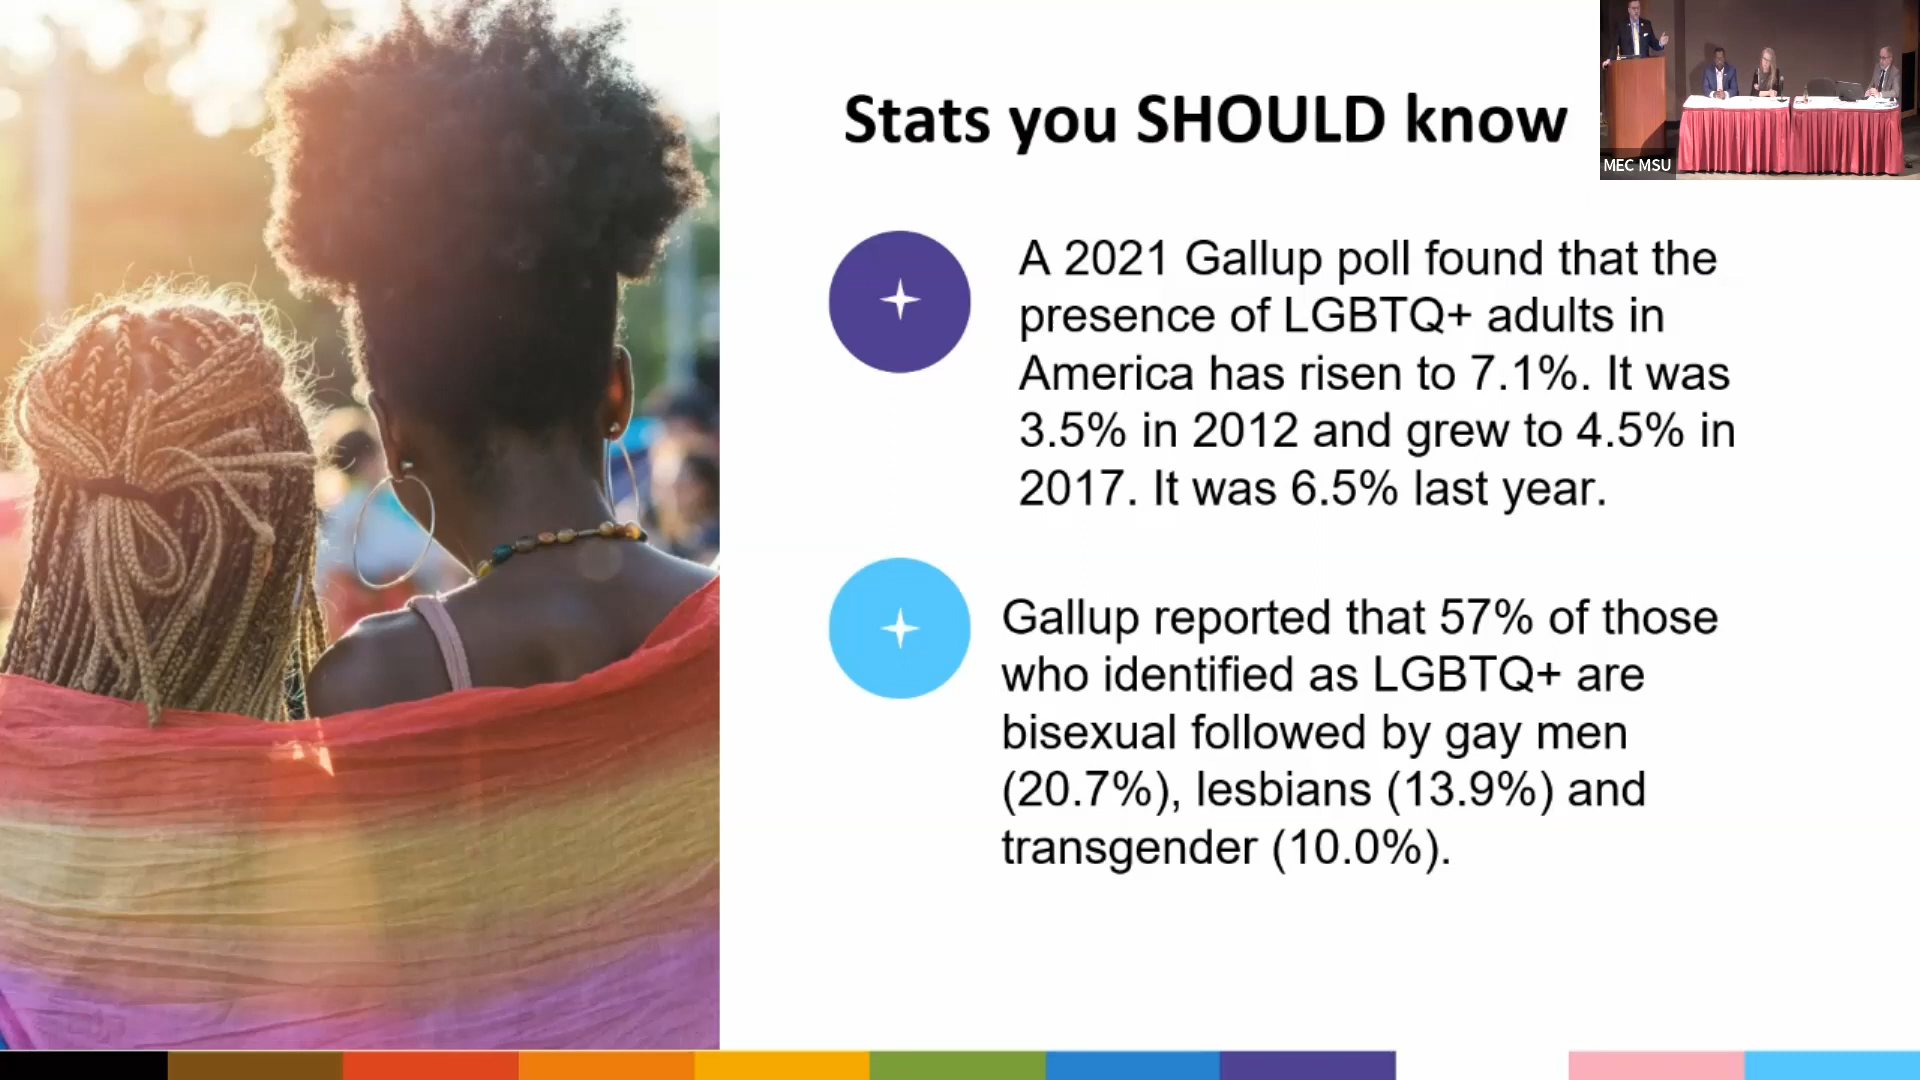 Stats you SHOULD know
MEC MSU
A 2021 Gallup poll found that the
presence of LGBTQ+ adults in
America has risen to 7.1%. It was
3.5% in 2012 and grew to 4.5% in
2017. It was 6.5% last year.
Gallup reported that 57% of those
who identified as LGBTQ+ are
bisexual followed by gay men
(20.7%), lesbians (13.9%) and
transgender (10.0%).